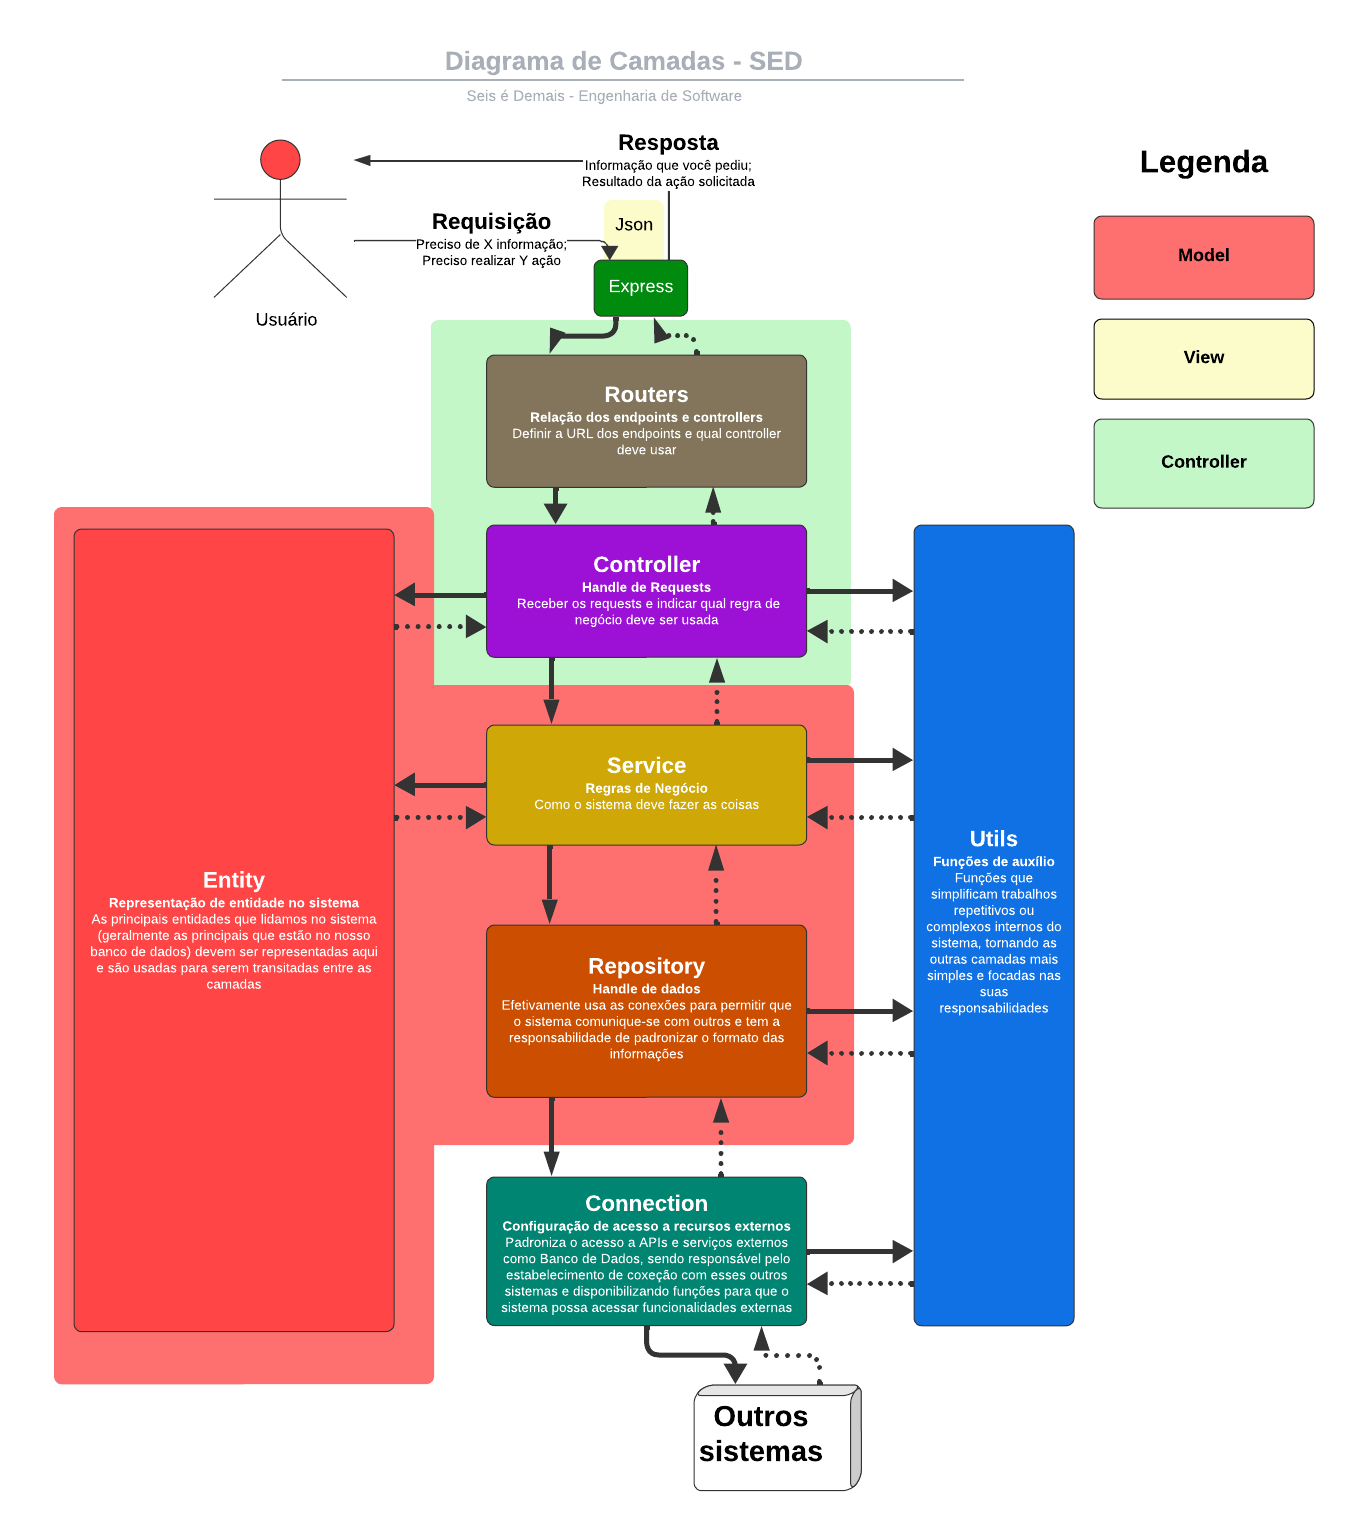 Diagrama de Camadas - SED
Seis é Demais - Engenharia de Software
Resposta
Informação que você pediu;
Resultado da ação solicitada
Requisição
Preciso de X informação;
Preciso realizar Y ação
Json
Express
Usuário
Legenda
Model
View
Controller
Routers
Relação dos endpoints e controllers
Definir a URL dos endpoints e qual controller
deve usar
Controller
Handle de Requests
Receber os requests e indicar qual regra de
negócio deve ser usada
Service
Regras de Negócio
Como o sistema deve fazer as coisas
Entity
Representação de entidade no sistema
As principais entidades que lidamos no sistema
(geralmente as principais que estão no nosso
banco de dados) devem ser representadas aqui
e são usadas para serem transitadas entre as
camadas
Utils
Funções de auxílio
Funções que
simplificam trabalhos
repetitivos ou
complexos internos do
sistema, tornando as
outras camadas mais
simples e focadas nas
suas
responsabilidades
Repository
Handle de dados
Efetivamente usa as conexões para permitir que
o sistema comunique-se com outros e tem a
responsabilidade de padronizar o formato das
informações
Connection
Configuração de acesso a recursos externos
Padroniza o acesso a APIs e serviços externos
como Banco de Dados, sendo responsável pelo
estabelecimento de coxeção com esses outros
sistemas e disponibilizando funções para que o
sistema possa acessar funcionalidades externas
Outros
sistemas